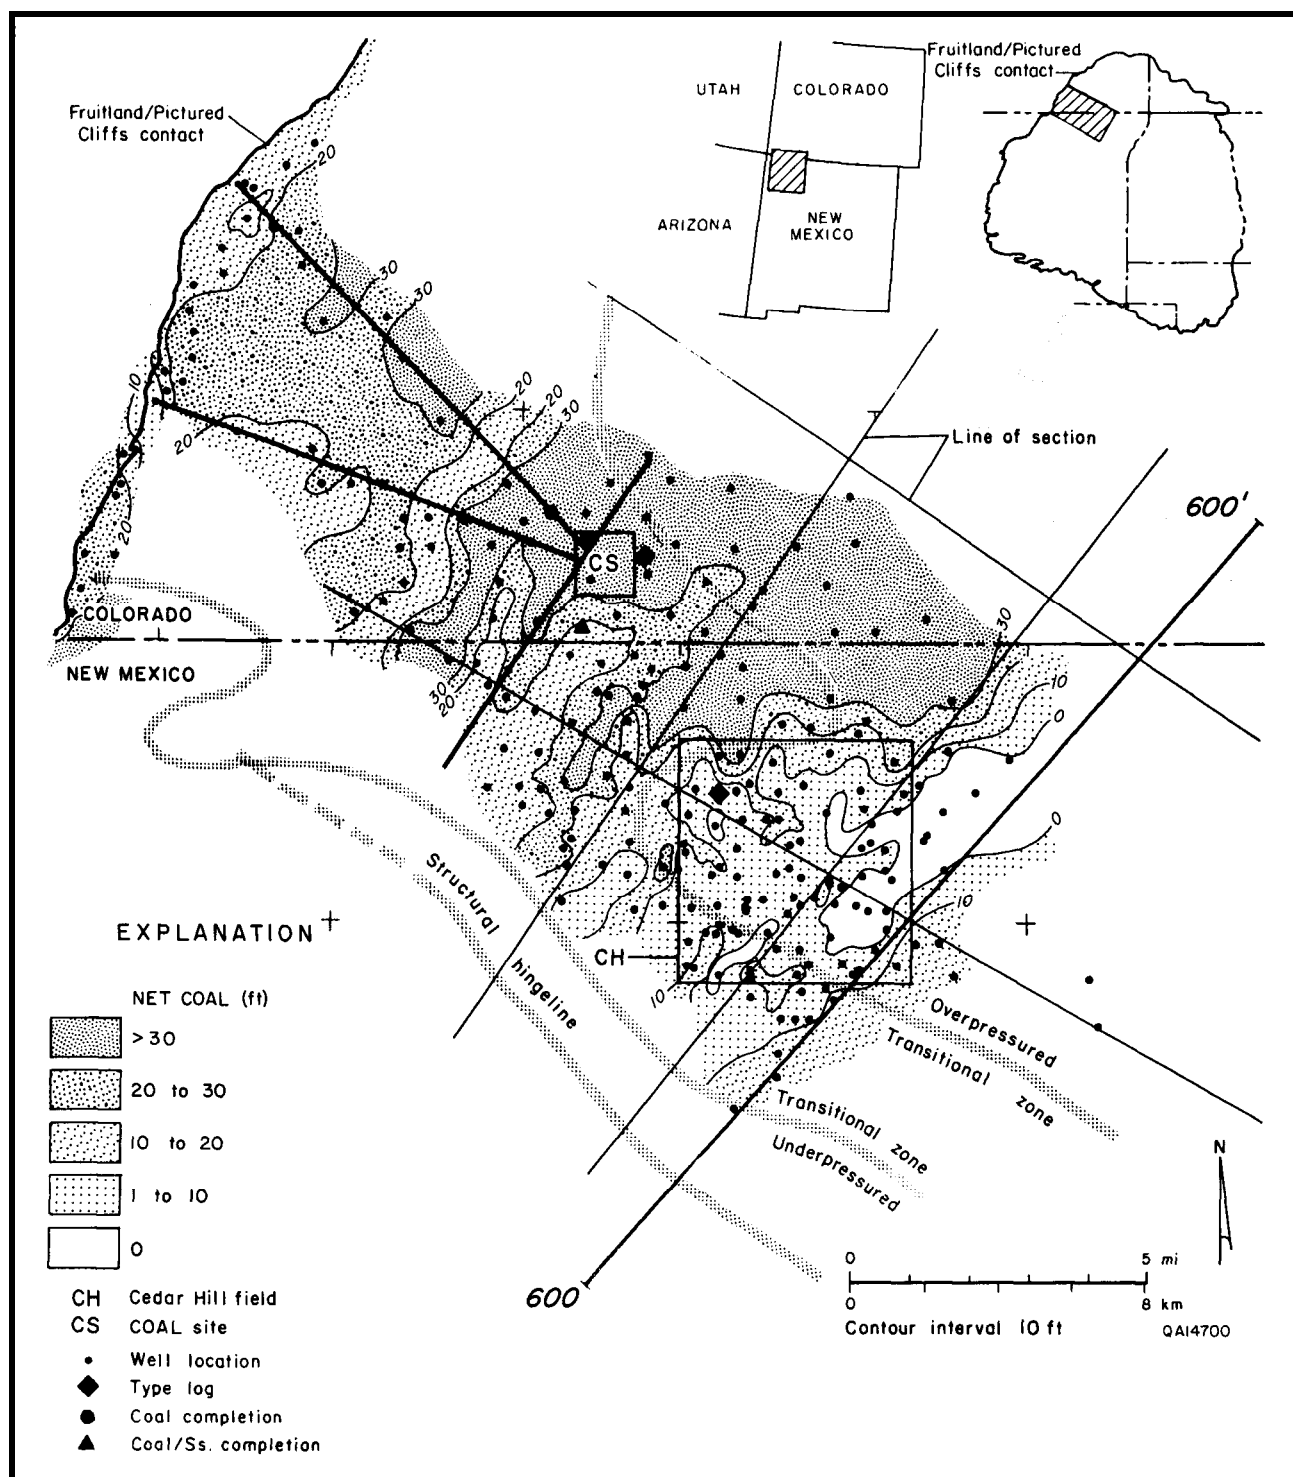 Fruitland/Pictured
Cliffs contact
UTAH
COLORADO
ARIZONA
NEW
MEXICO
Fruitland/Pictured
Cliffs contact
20
30
30
10
20
20
20
20
30
Line of section
600'
CS
COLORADO
NEW MEXICO
30
20
30
10
0
0
10
CH
10
Structural
hingeline
Overpressured
Transitional zone
Transitional zone
Underpressured
600
N
EXPLANATION
NET COAL (ft)
>30
20 to 30
10 to 20
1 to 10
0
CH Cedar Hill field
CS COAL site
Well location
Type log
Coal completion
Coal/Ss. completion
0 5 mi
0 8 km
Contour interval 10 ft
QA14700